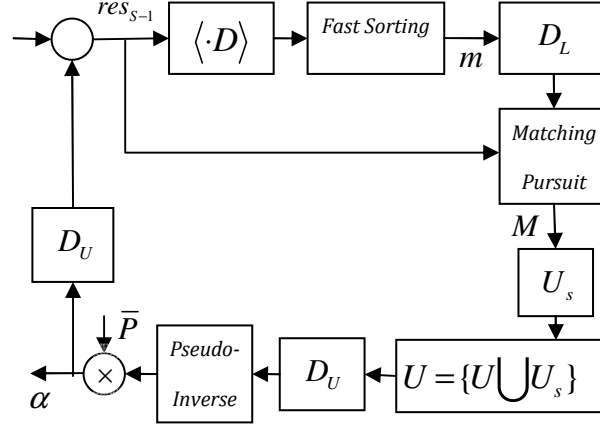 res_{S-1}
⟨·D⟩
Fast Sorting
m
D_L
Matching
Pursuit
M
U_s
U = {U ⋃ U_s}
D_U
Pseudo-
Inverse
P̅
×
α
D_U